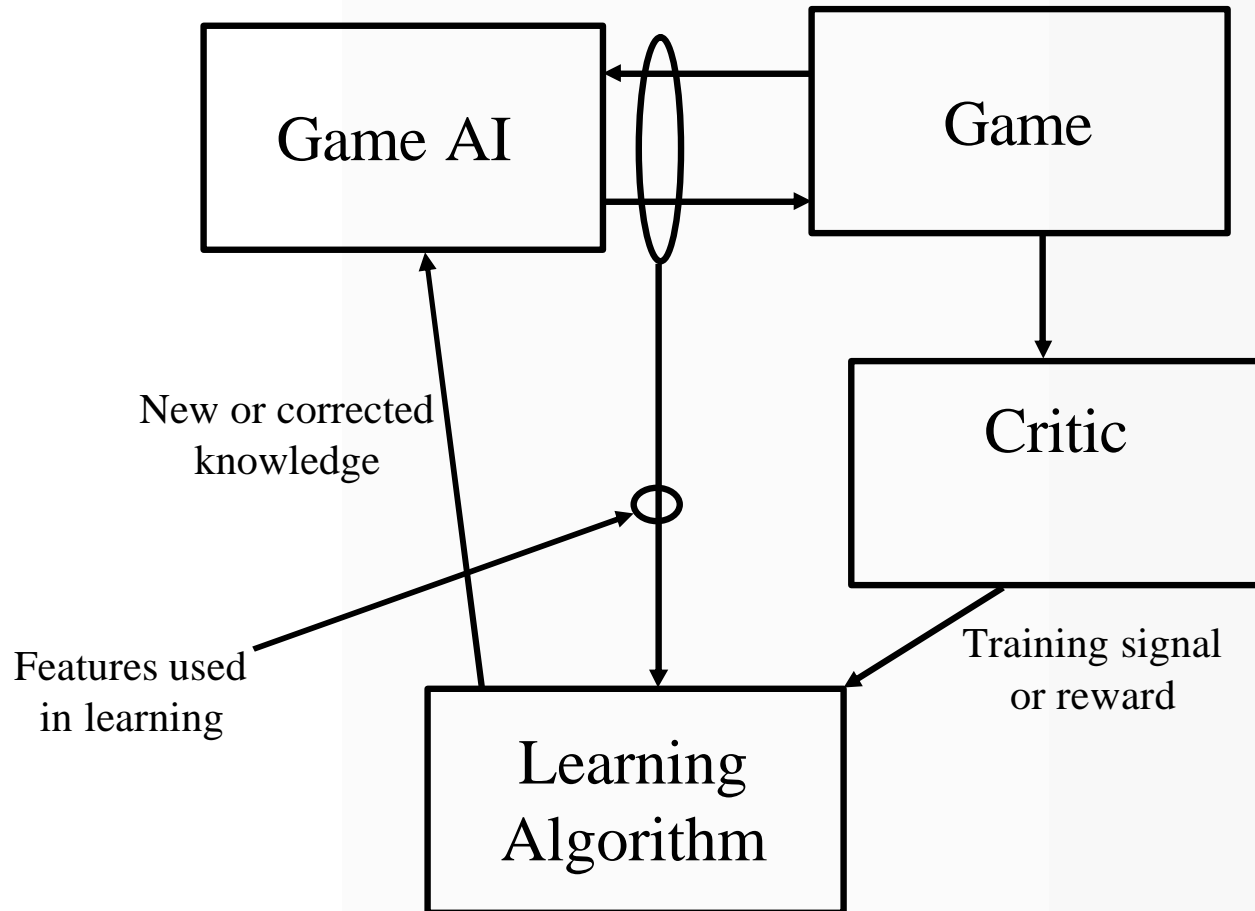 Game AI
Game
New or corrected
knowledge
Critic
Features used
in learning
Training signal
or reward
Learning
Algorithm